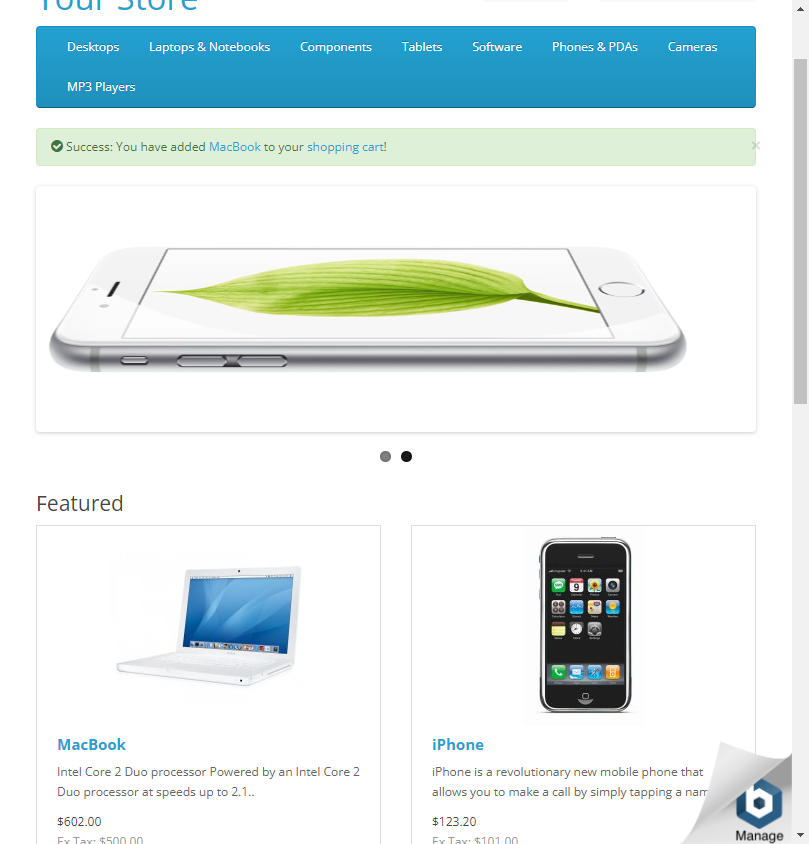 Your Store
Desktops Laptops & Notebooks Components Tablets Software Phones & PDAs Cameras
MP3 Players
Success: You have added MacBook to your shopping cart!
×
Featured
MacBook
Intel Core 2 Duo processor Powered by an Intel Core 2
Duo processor at speeds up to 2.1..
$602.00
Ex Tax: $500.00
iPhone
iPhone is a revolutionary new mobile phone that
allows you to make a call by simply tapping a nam
$123.20
Ex Tax: $101.00
Manage